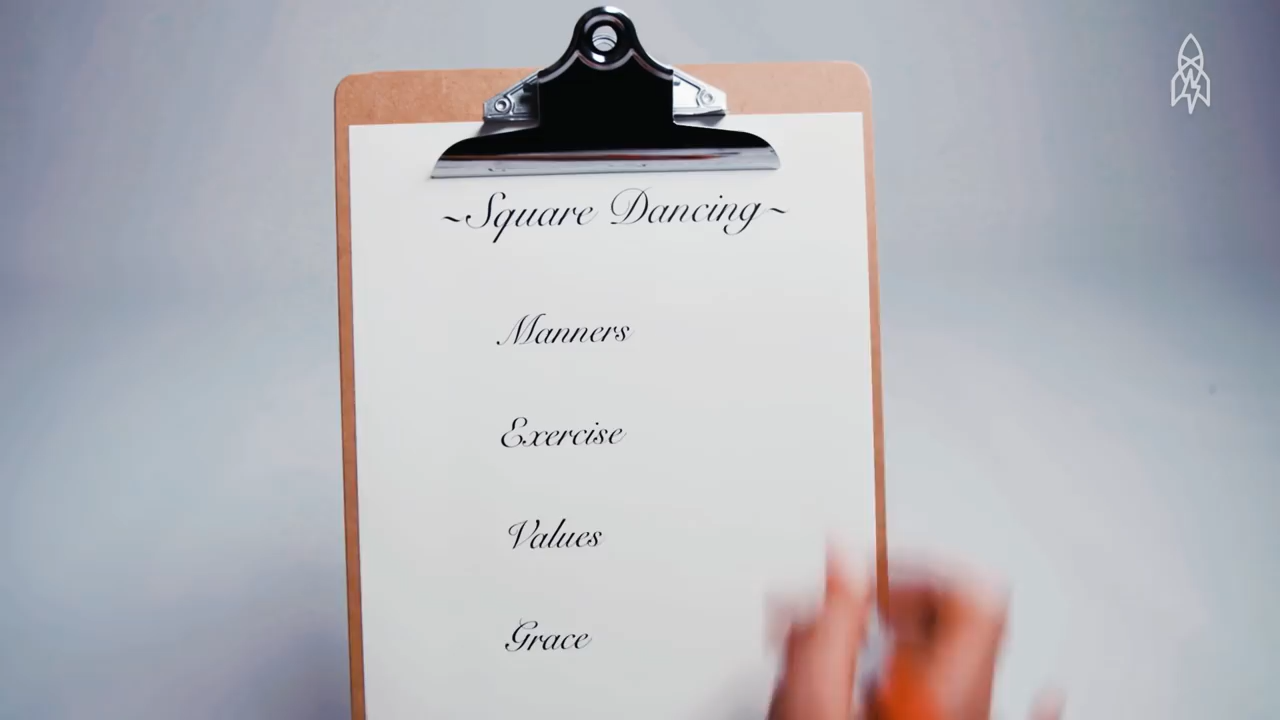 ~Square Dancing~
Manners
Exercise
Values
Grace